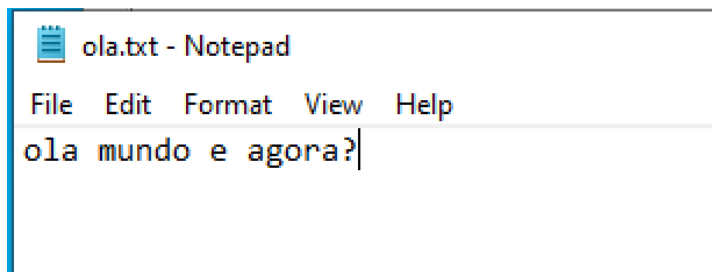 ola.txt - Notepad
File Edit Format View Help
ola mundo e agora?